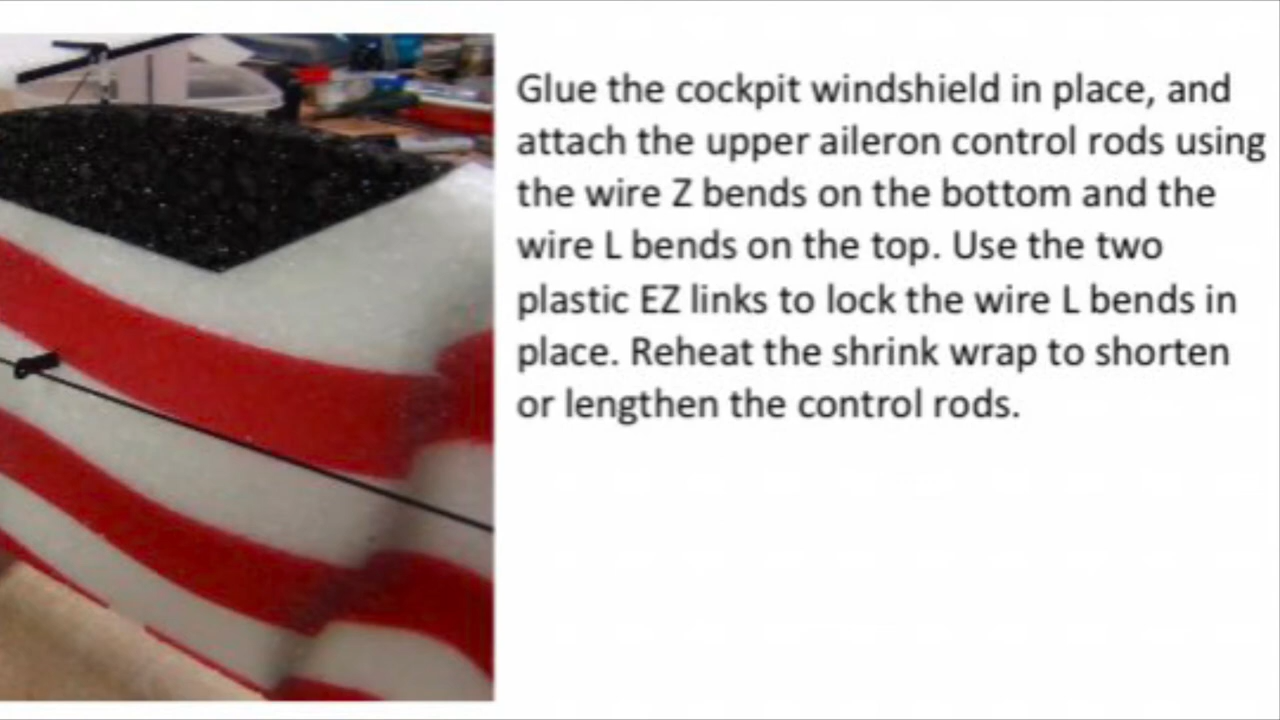 Glue the cockpit windshield in place, and
attach the upper aileron control rods using
the wire Z bends on the bottom and the
wire L bends on the top. Use the two
plastic EZ links to lock the wire L bends in
place. Reheat the shrink wrap to shorten
or lengthen the control rods.